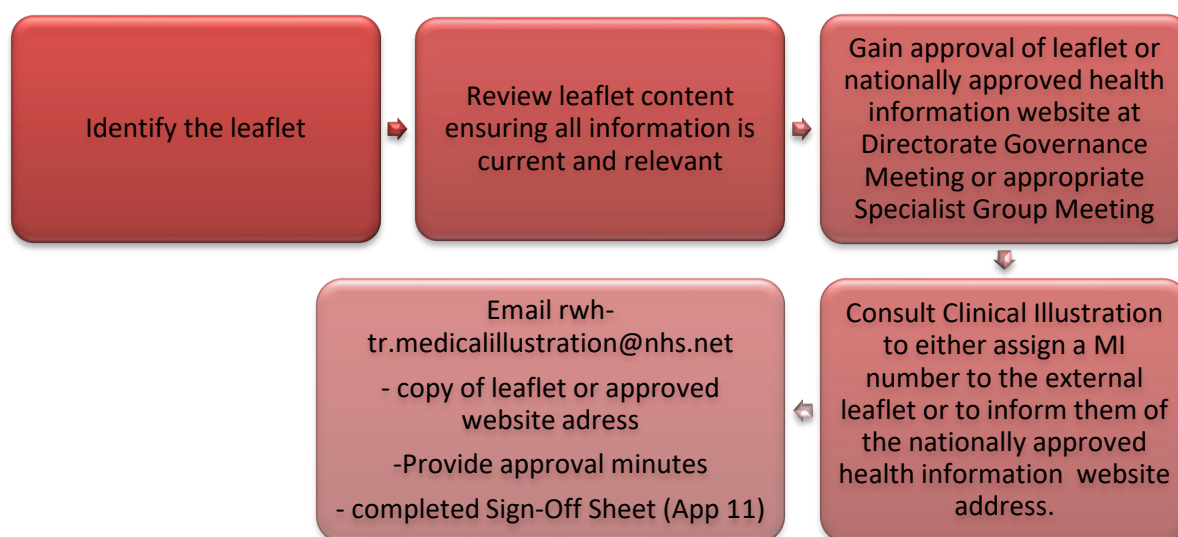 Identify the leaflet
Review leaflet content
ensuring all information is
current and relevant
Gain approval of leaflet or
nationally approved health
information website at
Directorate Governance
Meeting or appropriate
Specialist Group Meeting
Consult Clinical Illustration
to either assign a MI
number to the external
leaflet or to inform them of
the nationally approved
health information  website
address.
Email rwh-
tr.medicalillustration@nhs.net
- copy of leaflet or approved
website adress
-Provide approval minutes
- completed Sign-Off Sheet (App 11)